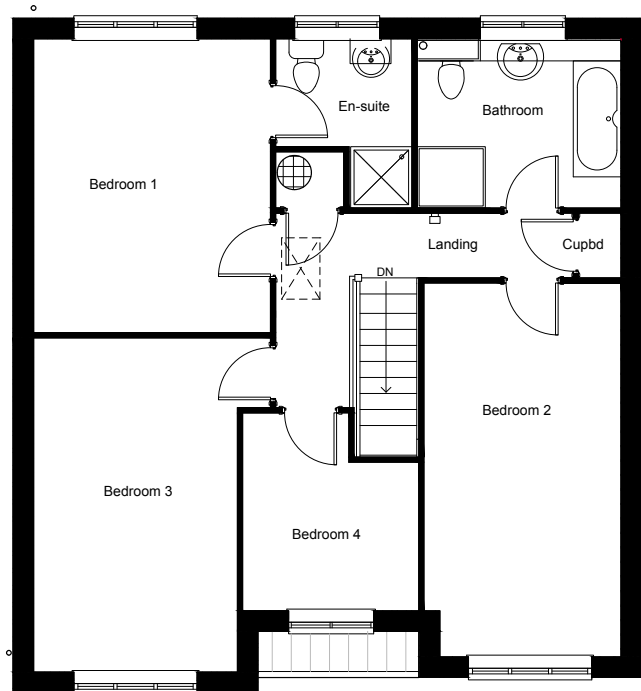 En-suite
Bathroom
Bedroom 1
Landing
Cupbd
DN
Bedroom 2
Bedroom 3
Bedroom 4